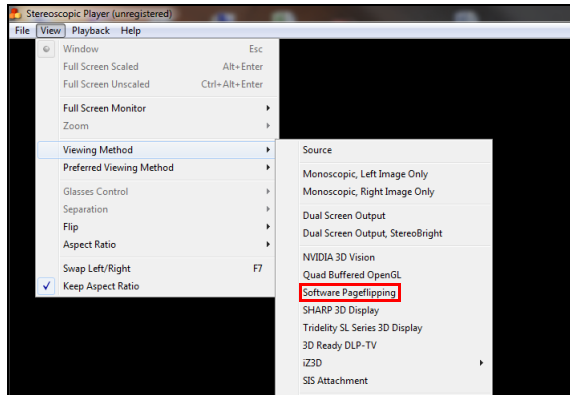 Stereoscopic Player (unregistered)
File View Playback Help
Window Esc
Full Screen Scaled Alt+Enter
Full Screen Unscaled Ctrl+Alt+Enter
Full Screen Monitor
Zoom
Viewing Method
Preferred Viewing Method
Glasses Control
Separation
Flip
Aspect Ratio
Swap Left/Right F7
Keep Aspect Ratio
Source
Monoscopic, Left Image Only
Monoscopic, Right Image Only
Dual Screen Output
Dual Screen Output, StereoBright
NVIDIA 3D Vision
Quad Buffered OpenGL
Software Pageflipping
SHARP 3D Display
Tridelity SL Series 3D Display
3D Ready DLP-TV
iZ3D
SIS Attachment